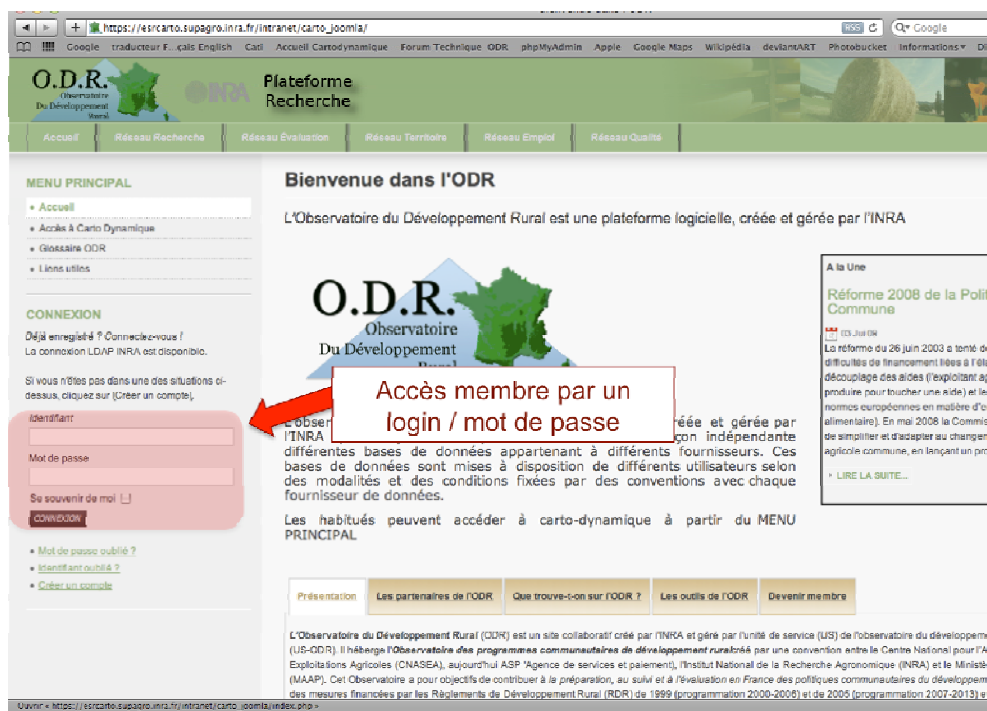 https://esrcarto.supagro.inra.fr/intranet/carto_joomla/
RSS
Google
Google traducteur F...çais English Cati Accueil Cartodynamique Forum Technique ODR phpMyAdmin Apple Google Maps Wikipédia deviantART Photobucket Informations
O.D.R.
Observatoire
Du Développement
Rural
INRA
Plateforme
Recherche
Accueil
Réseau Recherche
Réseau Évaluation
Réseau Territoire
Réseau Emploi
Réseau Qualité
MENU PRINCIPAL
Accueil
Accès à Carto Dynamique
Glossaire ODR
Liens utiles
CONNEXION
Déjà enregistré ? Connectez-vous !
La connexion LDAP INRA est disponible.
Si vous n'êtes pas dans une des situations ci-
dessus, cliquez sur [Créer un compte].
Identifiant
Mot de passe
Se souvenir de moi
CONNEXION
Mot de passe oublié ?
Identifiant oublié ?
Créer un compte
Bienvenue dans l'ODR
L'Observatoire du Développement Rural est une plateforme logicielle, créée et gérée par l'INRA
O.D.R.
Observatoire
Du Développement
Rural
Accès membre par un
login / mot de passe
créée et gérée par
l'INRA indépendante
différentes bases de données appartenant à différents fournisseurs. Ces
bases de données sont mises à disposition de différents utilisateurs selon
des modalités et des conditions fixées par des conventions avec chaque
fournisseur de données.
Les habitués peuvent accéder à carto-dynamique à partir du MENU
PRINCIPAL
A la Une
Réforme 2008 de la Polit
Commune
La réforme du 26 juin 2003 a tenté de
difficultés de financement liées à l'éla
découplage des aides (l'exploitant ag
produire pour toucher une aide) et les
normes européennes en matière d'e
alimentaire). En mai 2008 la Commis
de simplifier et d'adapter au changem
agricole commune, en lançant un pro
LIRE LA SUITE...
Présentation
Les partenaires de l'ODR
Que trouve-t-on sur l'ODR ?
Les outils de l'ODR
Devenir membre
L'Observatoire du Développement Rural (ODR) est un site collaboratif créé par l'INRA et géré par l'unité de service (US) de l'observatoire du développeme
(US-ODR). Il héberge l'Observatoire des programmes communautaires de développement rural créé par une convention entre le Centre National pour l'A
Exploitations Agricoles (CNASEA), aujourd'hui ASP "Agence de services et paiement), l'Institut National de la Recherche Agronomique (INRA) et le Ministè
(MAAP). Cet Observatoire a pour objectifs de contribuer à la préparation, au suivi et à l'évaluation en France des politiques communautaires du développem
des mesures financées par les Règlements de Développement Rural (RDR) de 1999 (programmation 2000-2006) et de 2005 (programmation 2007-2013) e
Ouvrir « https://esrcarto.supagro.inra.fr/intranet/carto_joomla/index.php »